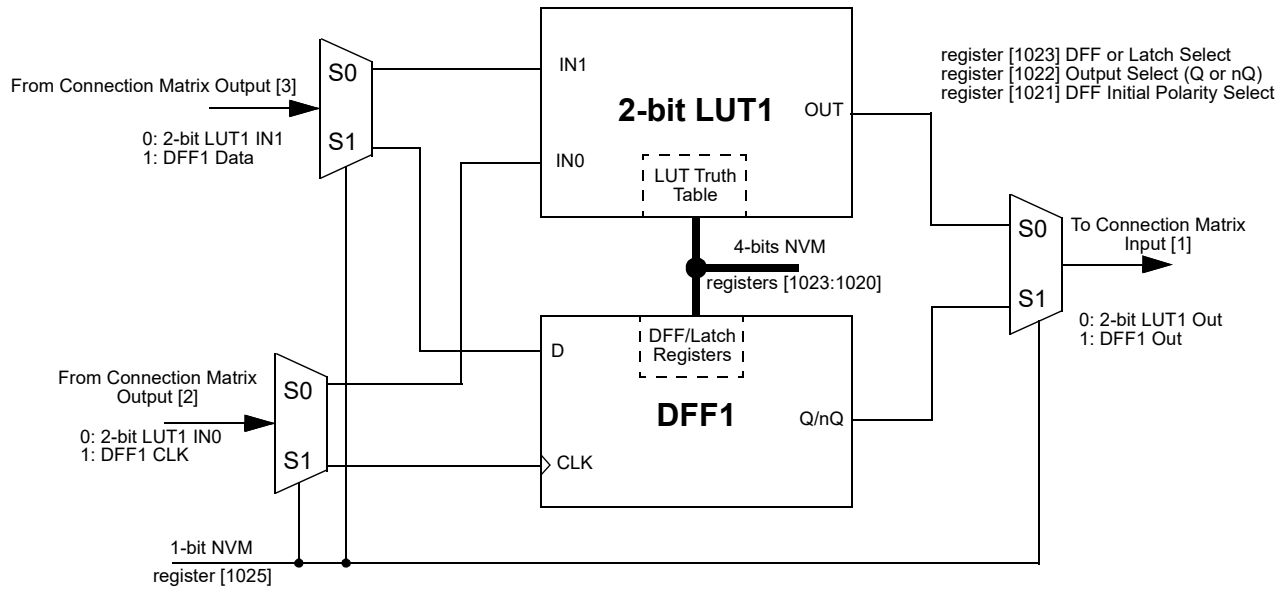 From Connection Matrix Output [3]
0: 2-bit LUT1 IN1
1: DFF1 Data
S0
S1
IN1
IN0
2-bit LUT1
OUT
LUT Truth
Table
register [1023] DFF or Latch Select
register [1022] Output Select (Q or nQ)
register [1021] DFF Initial Polarity Select
4-bits NVM
registers [1023:1020]
S0
S1
To Connection Matrix
Input [1]
0: 2-bit LUT1 Out
1: DFF1 Out
From Connection Matrix
Output [2]
0: 2-bit LUT1 IN0
1: DFF1 CLK
S0
S1
D
DFF/Latch
Registers
DFF1
Q/nQ
CLK
1-bit NVM
register [1025]